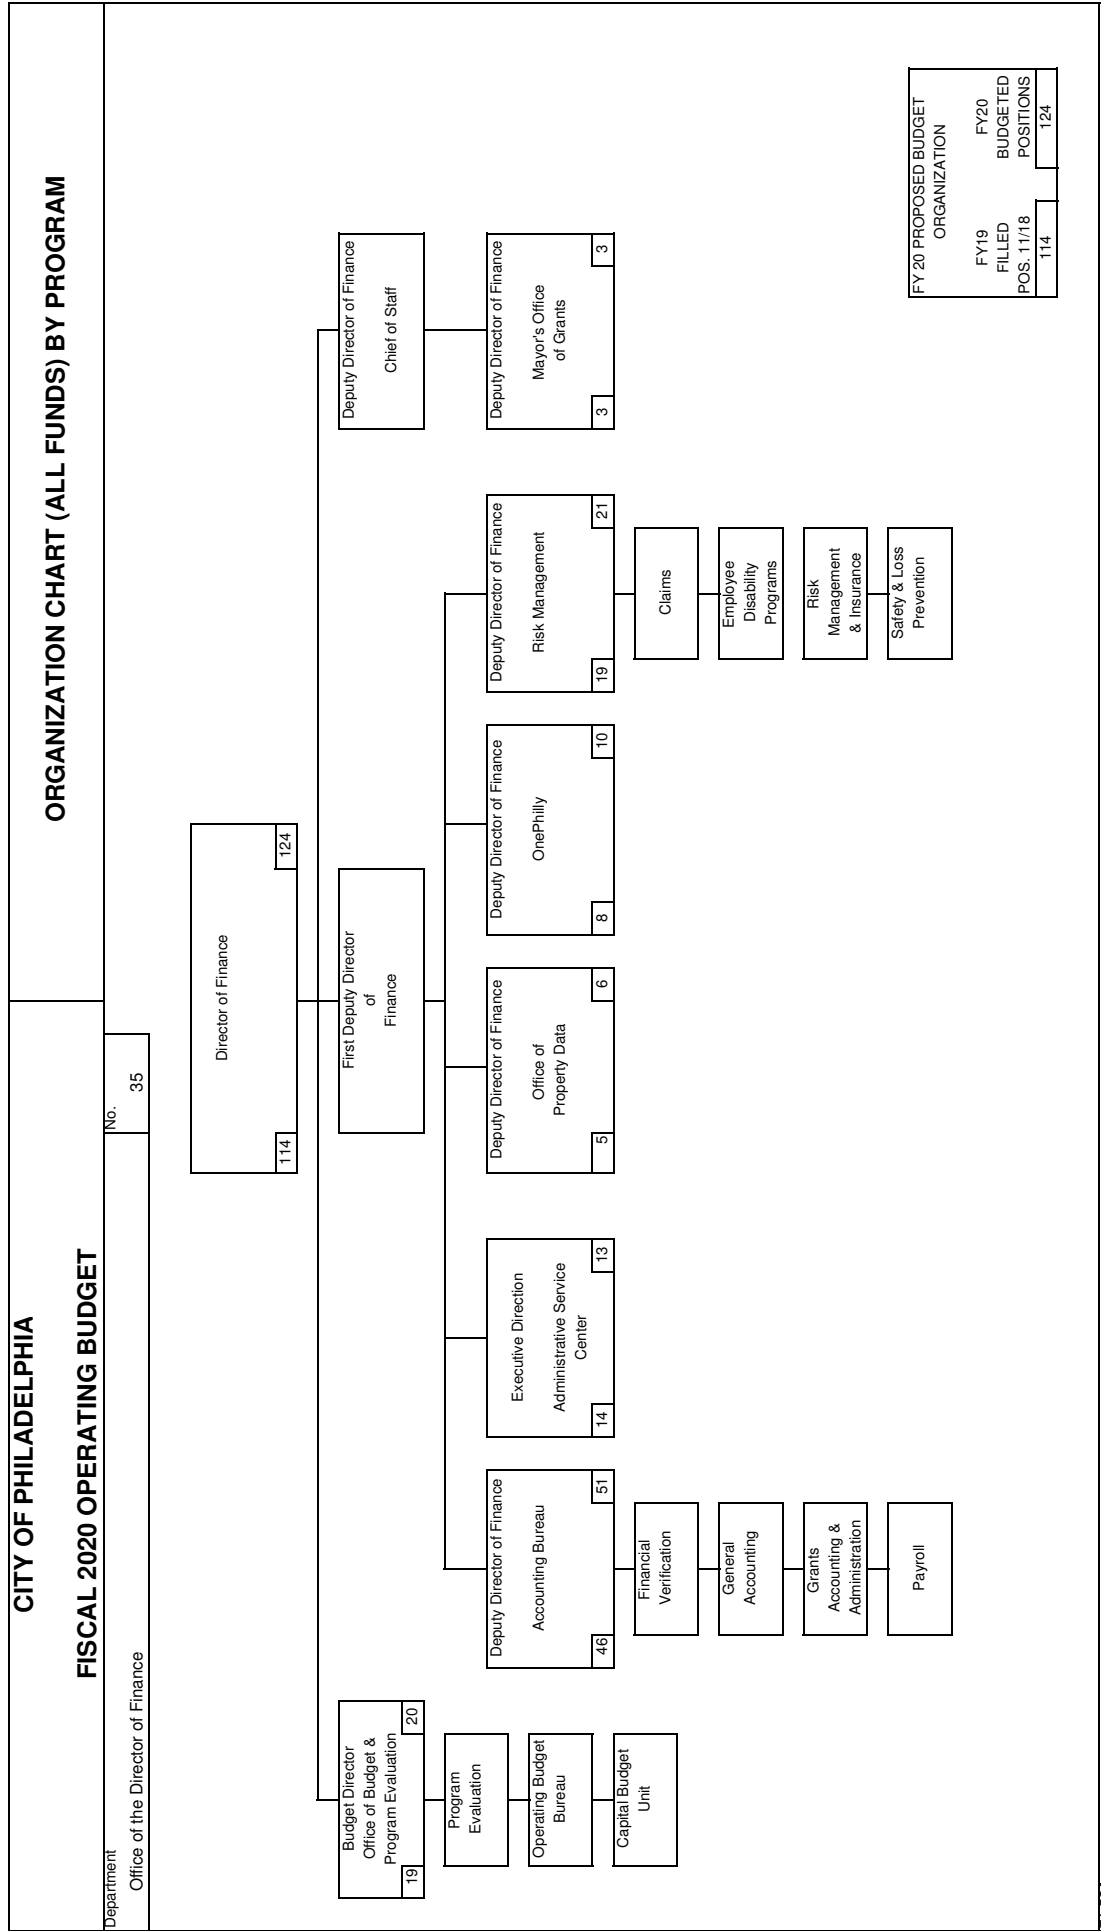 CITY OF PHILADELPHIA
FISCAL 2020 OPERATING BUDGET
ORGANIZATION CHART (ALL FUNDS) BY PROGRAM
Department
Office of the Director of Finance
No.
35
Director of Finance
114
124
Budget Director
Office of Budget &
Program Evaluation
19
20
Program
Evaluation
Operating Budget
Bureau
Capital Budget
Unit
First Deputy Director
of
Finance
Deputy Director of Finance
Chief of Staff
Deputy Director of Finance
Accounting Bureau
46
51
Financial
Verification
General
Accounting
Grants
Accounting &
Administration
Payroll
Executive Direction
Administrative Service
Center
14
13
Deputy Director of Finance
Office of
Property Data
5
6
Deputy Director of Finance
OnePhilly
8
10
Deputy Director of Finance
Risk Management
19
21
Claims
Employee
Disability
Programs
Risk
Management
& Insurance
Safety & Loss
Prevention
Deputy Director of Finance
Mayor's Office
of Grants
3
3
FY 20 PROPOSED BUDGET
ORGANIZATION
FY19
FILLED
POS. 11/18
114
FY20
BUDGETED
POSITIONS
124